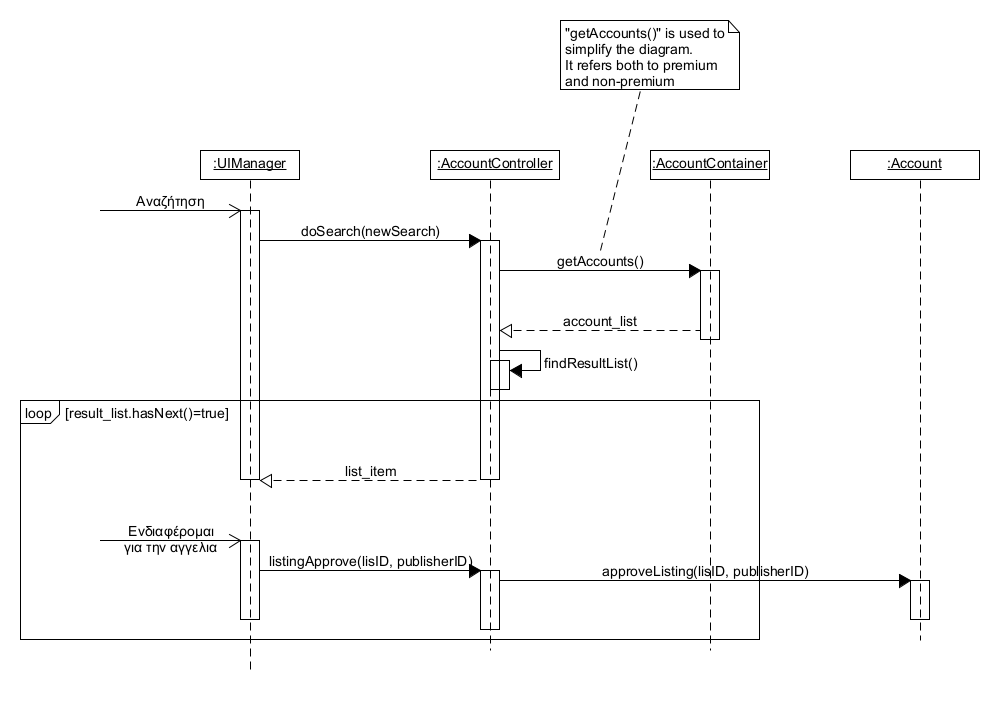 "getAccounts()" is used to
simplify the diagram.
It refers both to premium
and non-premium
:UIManager
:AccountController
:AccountContainer
:Account
Αναζήτηση
doSearch(newSearch)
getAccounts()
account_list
findResultList()
loop
[result_list.hasNext()=true]
list_item
Ενδιαφέρομαι
για την αγγελια
listingApprove(lisID, publisherID)
approveListing(lisID, publisherID)